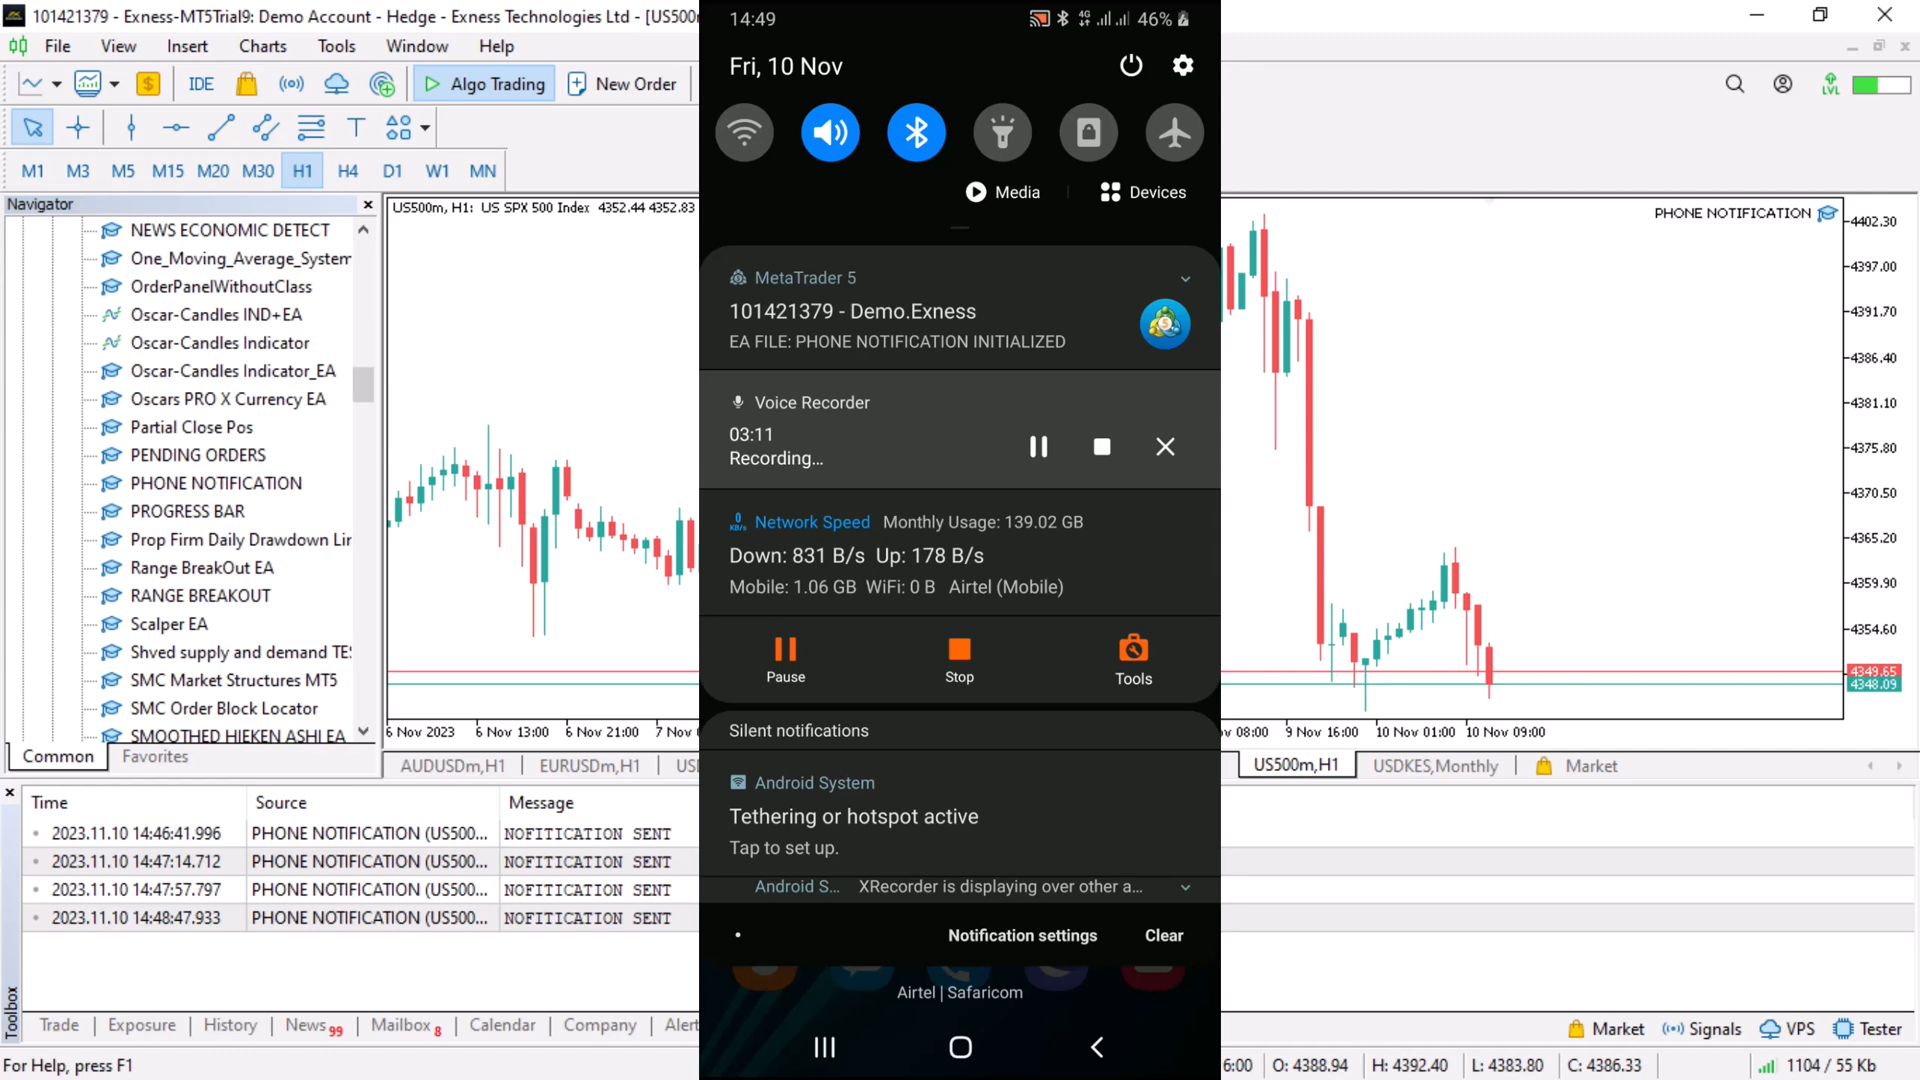 101421379 - Exness-MT5Trial9: Demo Account - Hedge - Exness Technologies Ltd - [US500m
File View Insert Charts Tools Window Help
IDE Algo Trading New Order
LVL
M1 M3 M5 M15 M20 M30 H1 H4 D1 W1 MN
Navigator
NEWS ECONOMIC DETECT
One_Moving_Average_System
OrderPanelWithoutClass
Oscar-Candles IND+EA
Oscar-Candles Indicator
Oscar-Candles Indicator_EA
Oscars PRO X Currency EA
Partial Close Pos
PENDING ORDERS
PHONE NOTIFICATION
PROGRESS BAR
Prop Firm Daily Drawdown Lir
Range BreakOut EA
RANGE BREAKOUT
Scalper EA
Shved supply and demand TE
SMC Market Structures MT5
SMC Order Block Locator
SMOOTHED HIEKEN ASHI EA
Common Favorites
US500m, H1: US SPX 500 Index 4352.44 4352.83
PHONE NOTIFICATION
4402.30
4397.00
4391.70
4386.40
4381.10
4375.80
4370.50
4365.20
4359.90
4354.60
4349.65
4348.09
6 Nov 2023 6 Nov 13:00 6 Nov 21:00 7 Nov 0
ov 08:00 9 Nov 16:00 10 Nov 01:00 10 Nov 09:00
AUDUSDm,H1 EURUSDm,H1 USD
US500m,H1 USDKES,Monthly Market
14:49
4G 46%
Fri, 10 Nov
Media Devices
MetaTrader 5
101421379 - Demo.Exness
EA FILE: PHONE NOTIFICATION INITIALIZED
Voice Recorder
03:11
Recording...
0 KB/s Network Speed Monthly Usage: 139.02 GB
Down: 831 B/s Up: 178 B/s
Mobile: 1.06 GB WiFi: 0 B Airtel (Mobile)
Pause Stop Tools
Silent notifications
Android System
Tethering or hotspot active
Tap to set up.
Android S... XRecorder is displaying over other a...
Notification settings Clear
Airtel | Safaricom
Time Source Message
2023.11.10 14:46:41.996 PHONE NOTIFICATION (US500... NOFITICATION SENT
2023.11.10 14:47:14.712 PHONE NOTIFICATION (US500... NOFITICATION SENT
2023.11.10 14:47:57.797 PHONE NOTIFICATION (US500... NOFITICATION SENT
2023.11.10 14:48:47.933 PHONE NOTIFICATION (US500... NOFITICATION SENT
Toolbox
Trade Exposure History News 99 Mailbox 8 Calendar Company Alert
Market Signals VPS Tester
For Help, press F1
6:00 O: 4388.94 H: 4392.40 L: 4383.80 C: 4386.33 1104 / 55 Kb